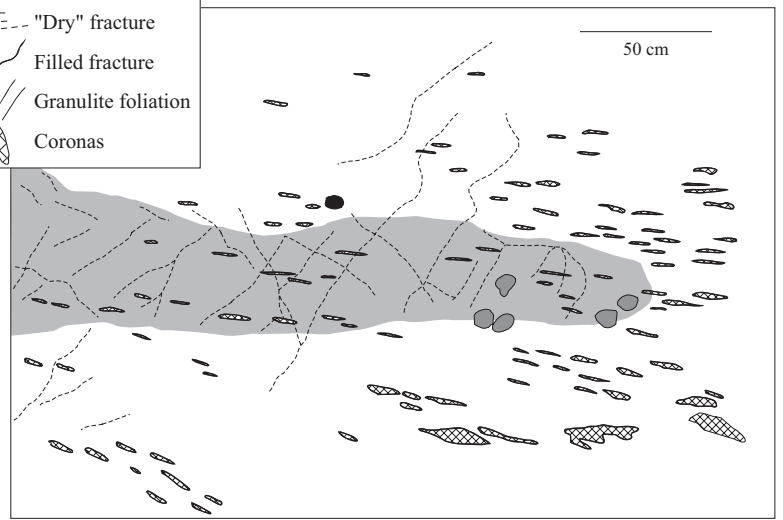 "Dry" fracture
Filled fracture
Granulite foliation
Coronas
50 cm